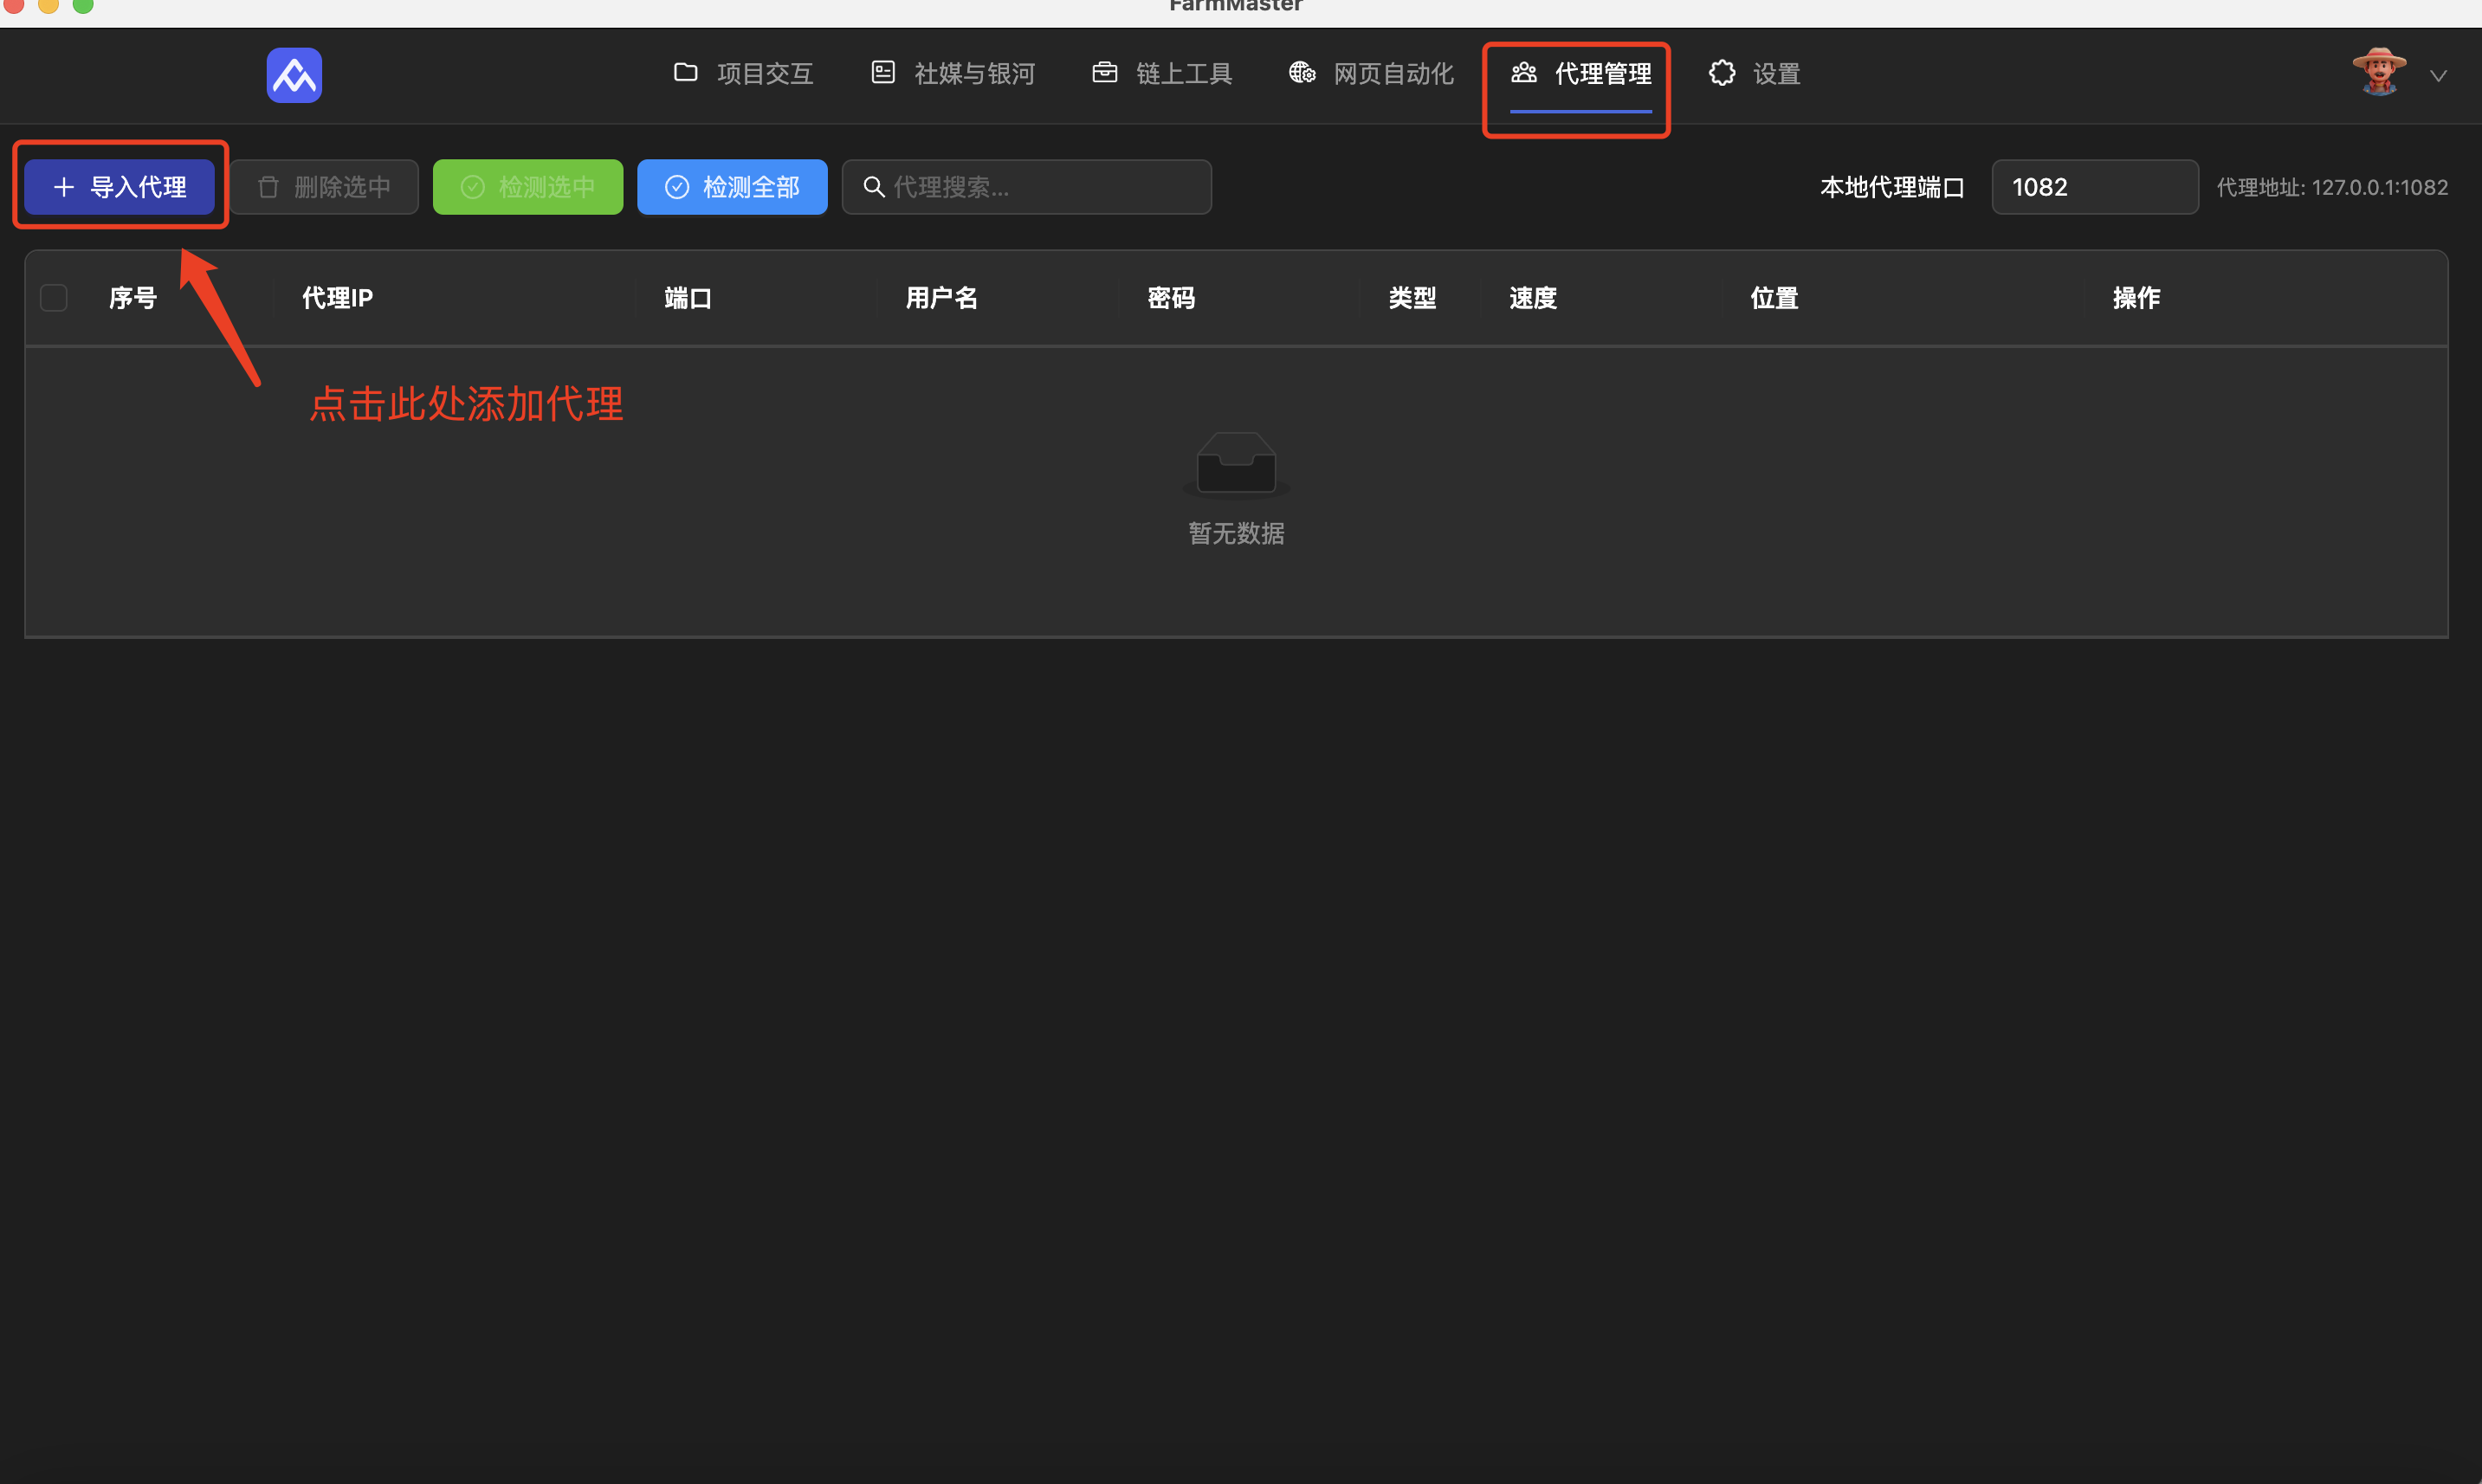 FarmMaster
项目交互 社媒与银河 链上工具 网页自动化 代理管理 设置
导入代理 删除选中 检测选中 检测全部 代理搜索... 本地代理端口 1082 代理地址: 127.0.0.1:1082
序号 代理IP 端口 用户名 密码 类型 速度 位置 操作
点击此处添加代理
暂无数据